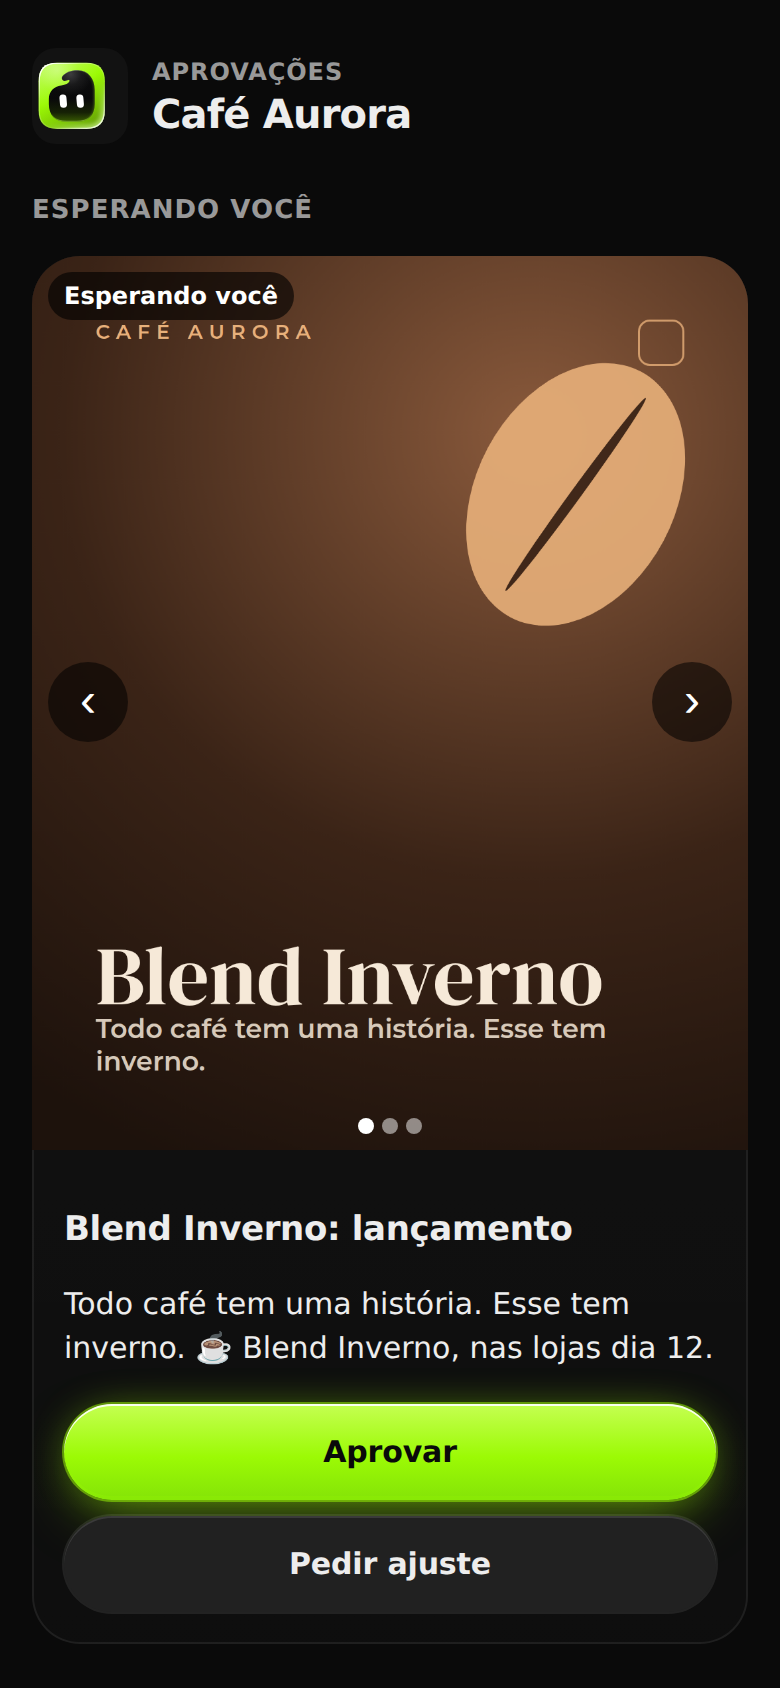 APROVAÇÕES
Café Aurora
ESPERANDO VOCÊ
Esperando você
CAFÉ AURORA
‹ ›
Blend Inverno
Todo café tem uma história. Esse tem
inverno.
Blend Inverno: lançamento
Todo café tem uma história. Esse tem
inverno. ☕ Blend Inverno, nas lojas dia 12.
Aprovar
Pedir ajuste